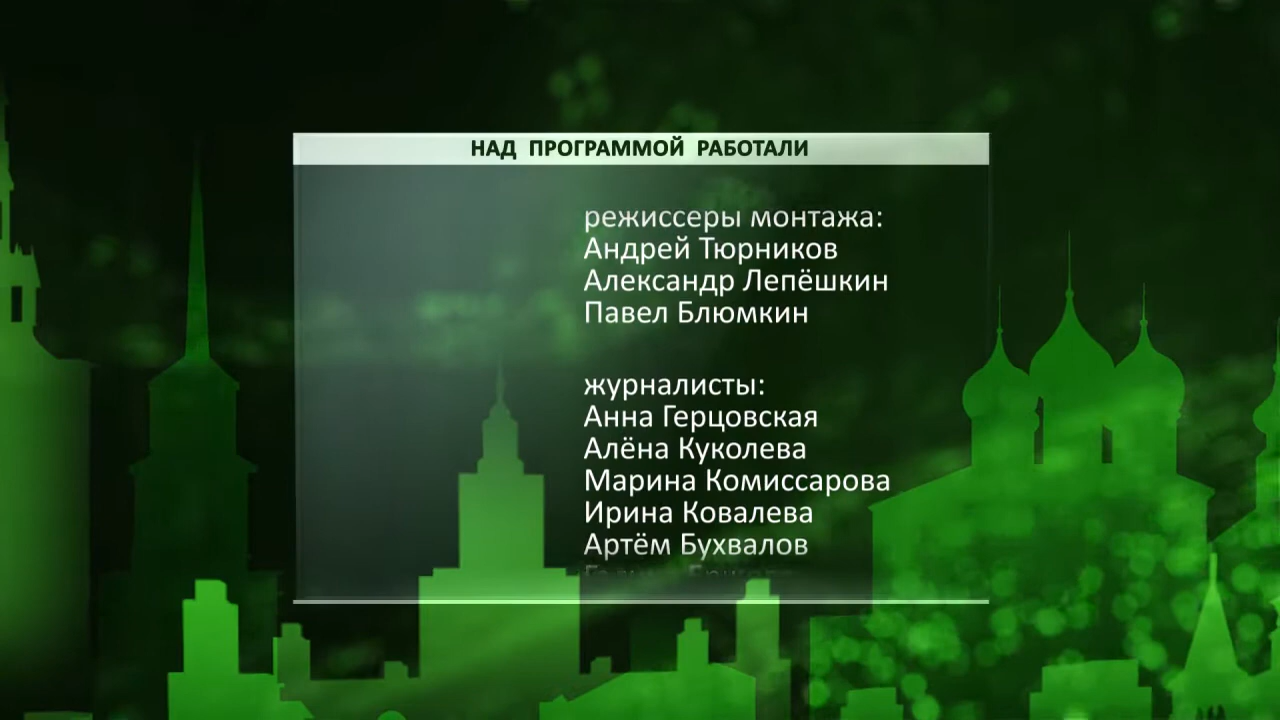 НАД ПРОГРАММОЙ РАБОТАЛИ
режиссеры монтажа:
Андрей Тюрников
Александр Лепёшкин
Павел Блюмкин
журналисты:
Анна Герцовская
Алёна Куколева
Марина Комиссарова
Ирина Ковалева
Артём Бухвалов